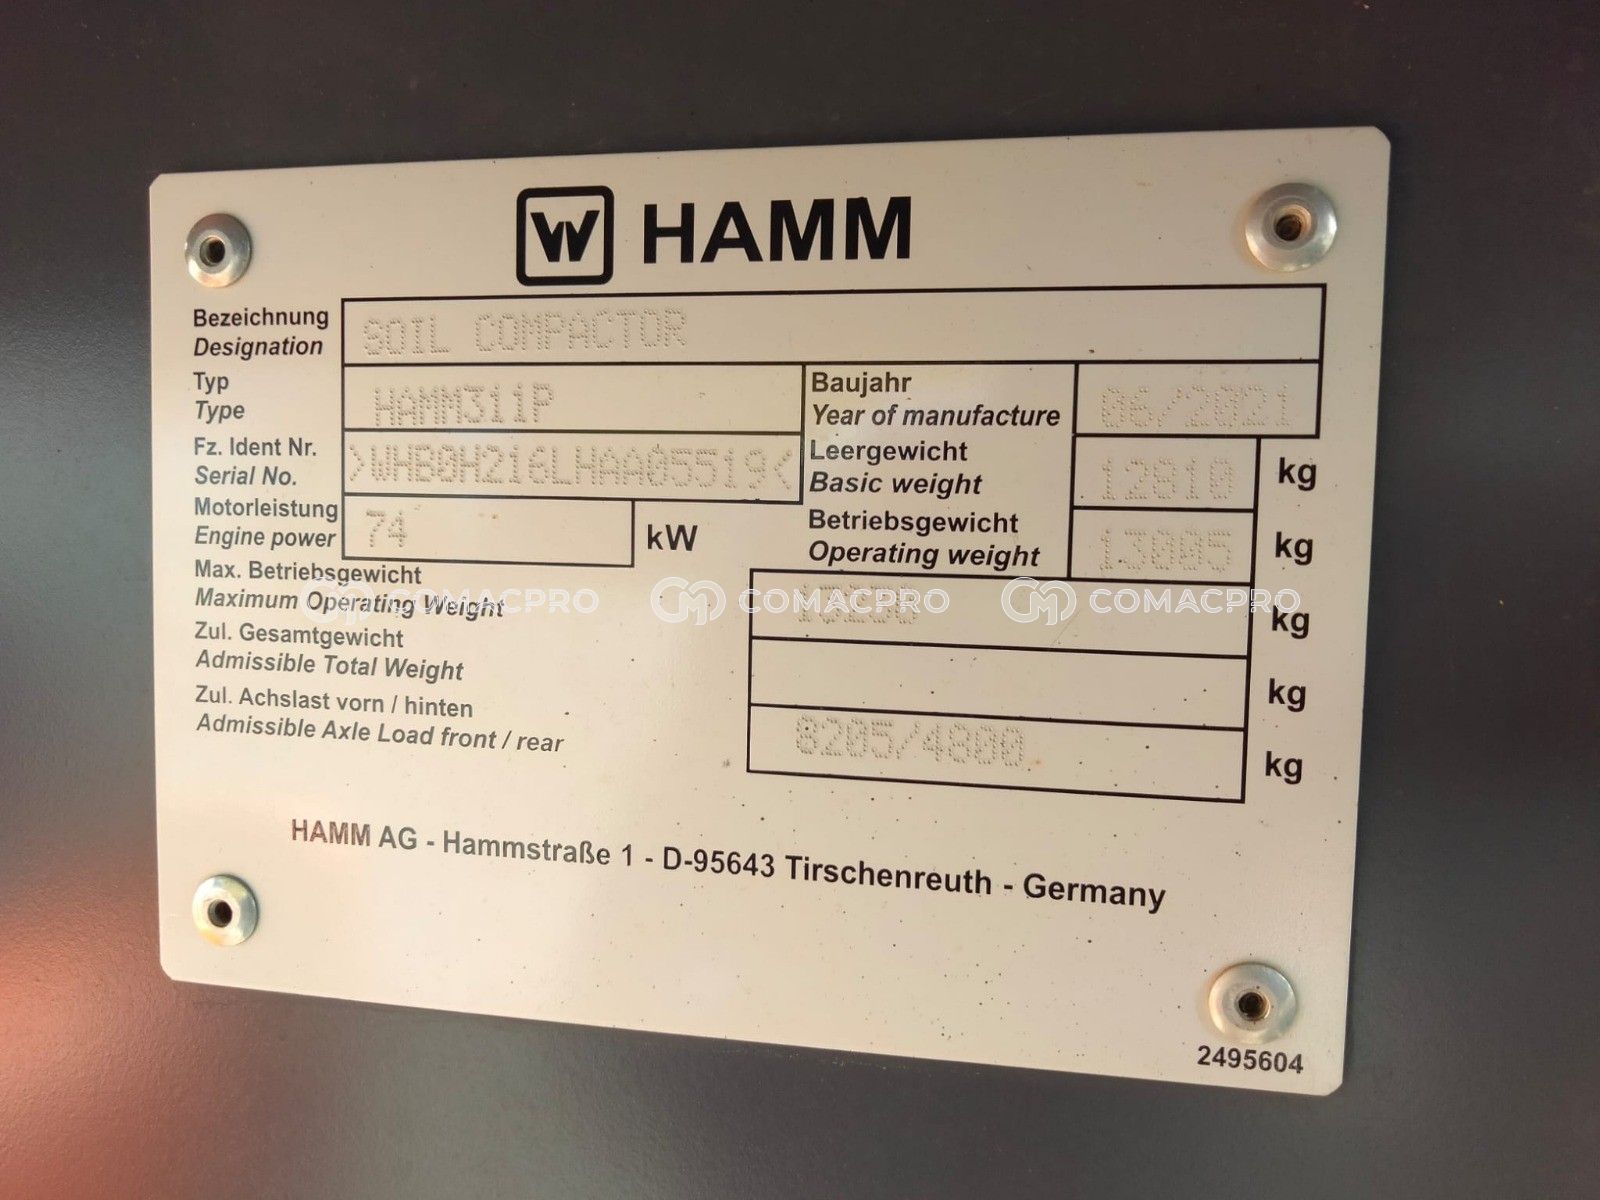 W HAMM
Bezeichnung
Designation
SOIL COMPACTOR
Typ
Type
HAMM311P
Baujahr
Year of manufacture
06/2021
Fz. Ident Nr.
Serial No.
>WHB0H216LHAA05519<
Leergewicht
Basic weight
12810 kg
Motorleistung
Engine power
74 kW
Betriebsgewicht
Operating weight
13005 kg
Max. Betriebsgewicht
Maximum Operating Weight
kg
COMACPRO COMACPRO COMACPRO
Zul. Gesamtgewicht
Admissible Total Weight
kg
Zul. Achslast vorn / hinten
Admissible Axle Load front / rear
8205/4800 kg
HAMM AG - Hammstraße 1 - D-95643 Tirschenreuth - Germany
2495604